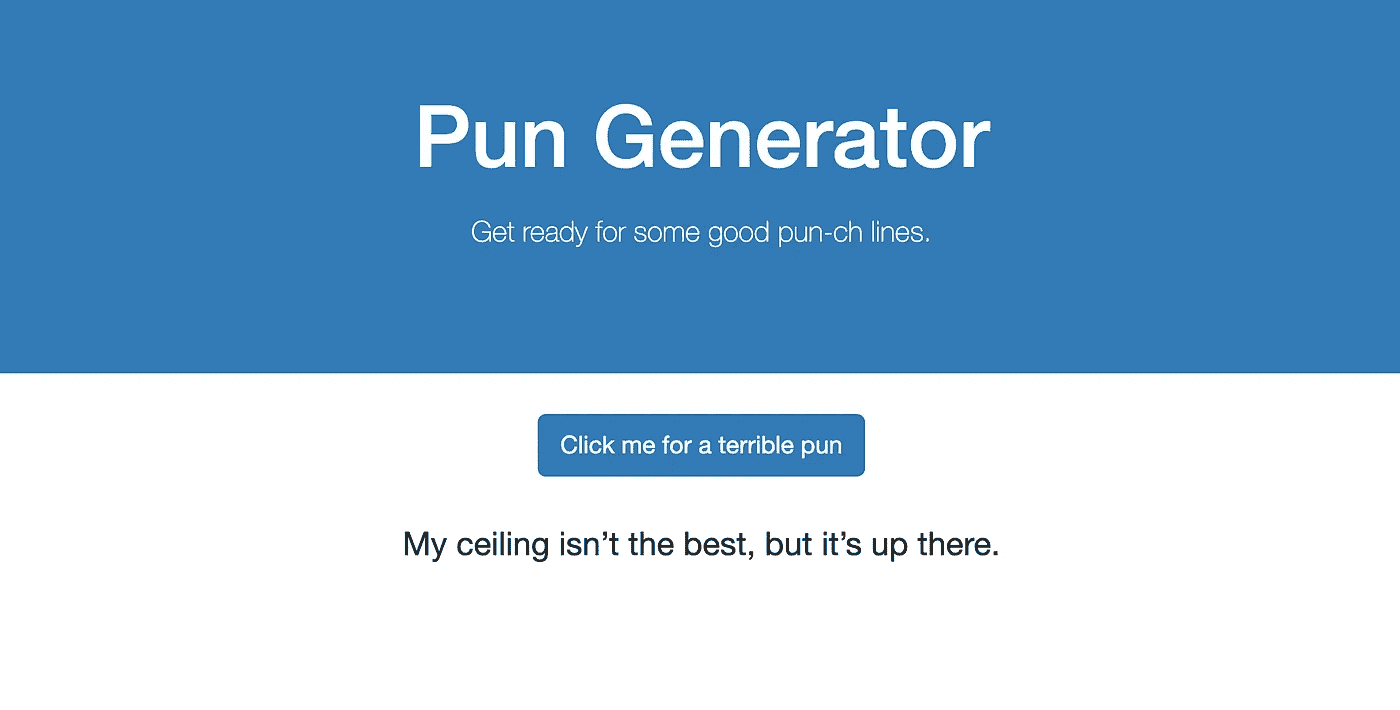 Pun Generator
Get ready for some good pun-ch lines.
Click me for a terrible pun
My ceiling isn’t the best, but it’s up there.